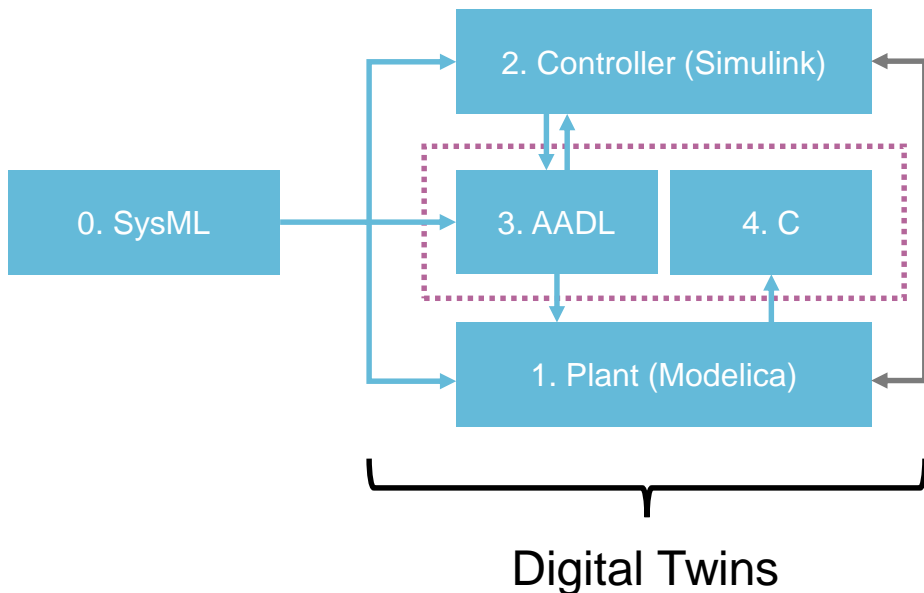 2. Controller (Simulink)
0. SysML
3. AADL
4. C
1. Plant (Modelica)
Digital Twins